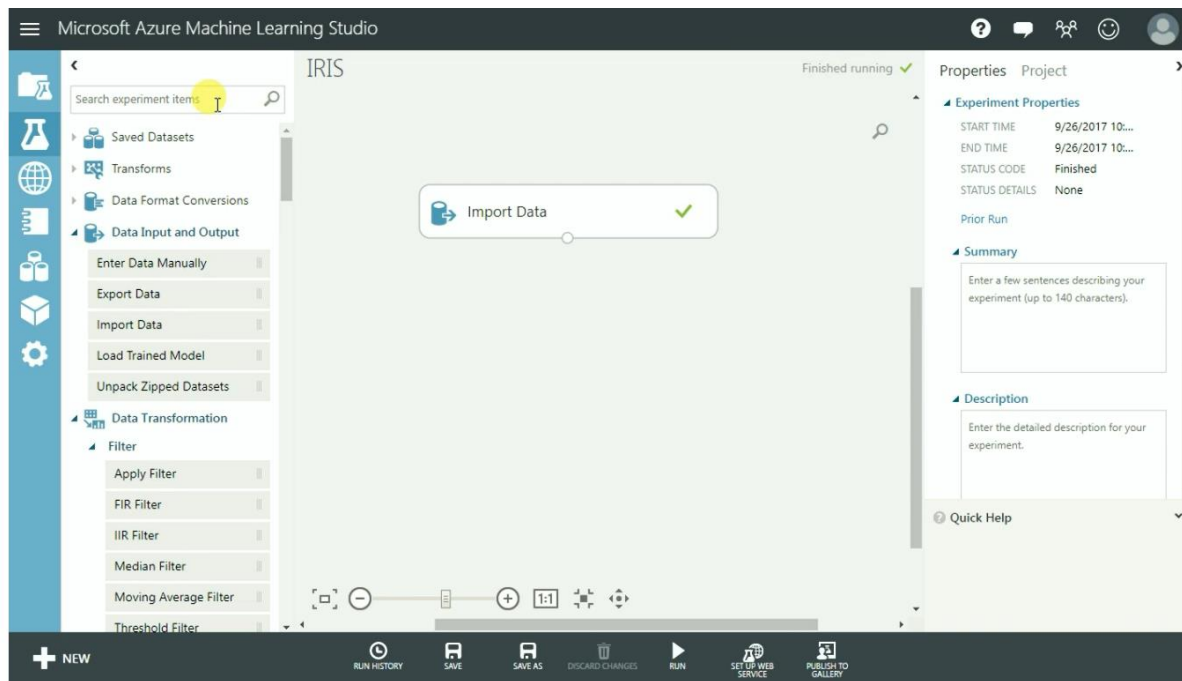 Microsoft Azure Machine Learning Studio
Search experiment items
Saved Datasets
Transforms
Data Format Conversions
Data Input and Output
Enter Data Manually
Export Data
Import Data
Load Trained Model
Unpack Zipped Datasets
Data Transformation
Filter
Apply Filter
FIR Filter
IIR Filter
Median Filter
Moving Average Filter
Threshold Filter
IRIS
Finished running
Import Data
1:1
Properties Project
Experiment Properties
START TIME 9/26/2017 10:...
END TIME 9/26/2017 10:...
STATUS CODE Finished
STATUS DETAILS None
Prior Run
Summary
Enter a few sentences describing your
experiment (up to 140 characters).
Description
Enter the detailed description for your
experiment.
Quick Help
NEW
RUN HISTORY
SAVE
SAVE AS
DISCARD CHANGES
RUN
SET UP WEB
SERVICE
PUBLISH TO
GALLERY